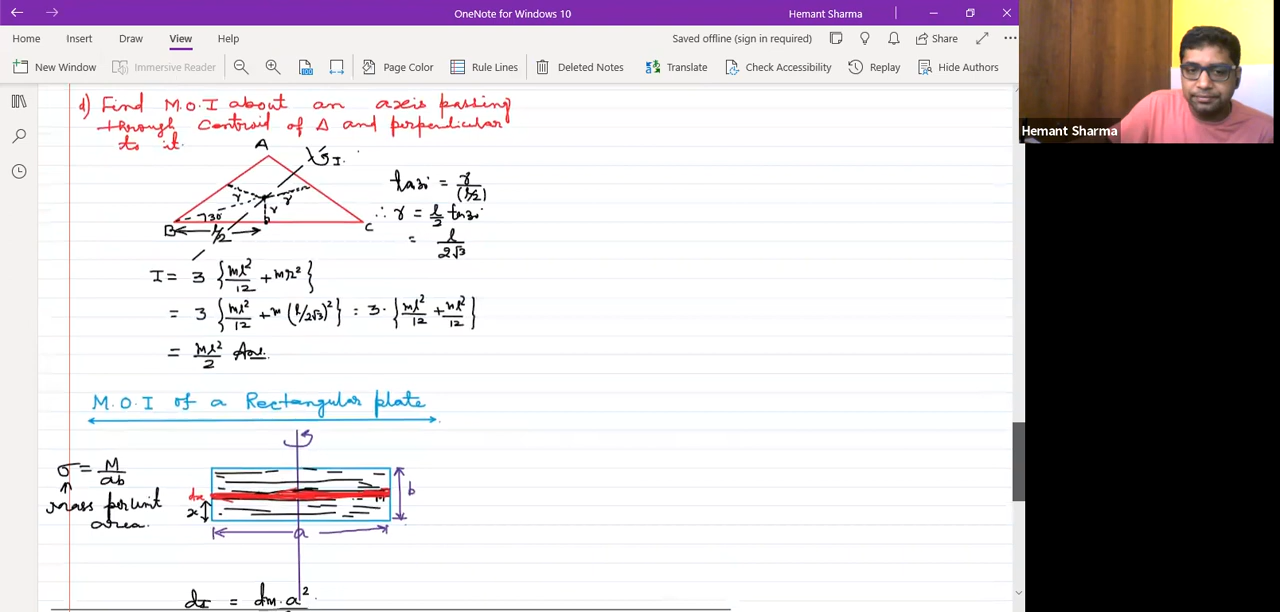 OneNote for Windows 10
Hemant Sharma
Home Insert Draw View Help
Saved offline (sign in required)
Share
New Window Immersive Reader 100 Page Color Rule Lines Deleted Notes Translate Check Accessibility Replay Hide Authors
Hemant Sharma
d) Find M.O.I about an axis passing
through centroid of Δ and perpendicular
to it.
A
I
tan30 = r/(l/2)
r r r
30
∴ r = l/2 tan30
B l/2 C
= l/2√3
I = 3 {ml²/12 + mr²}
= 3 {ml²/12 + m (l/2√3)²} = 3. {ml²/12 + ml²/12}
= ml²/2 Ans.
M.O.I of a Rectangular plate
σ = M/ab
mass per unit
area.
dx
x
M
b
a
dI = dm.a²